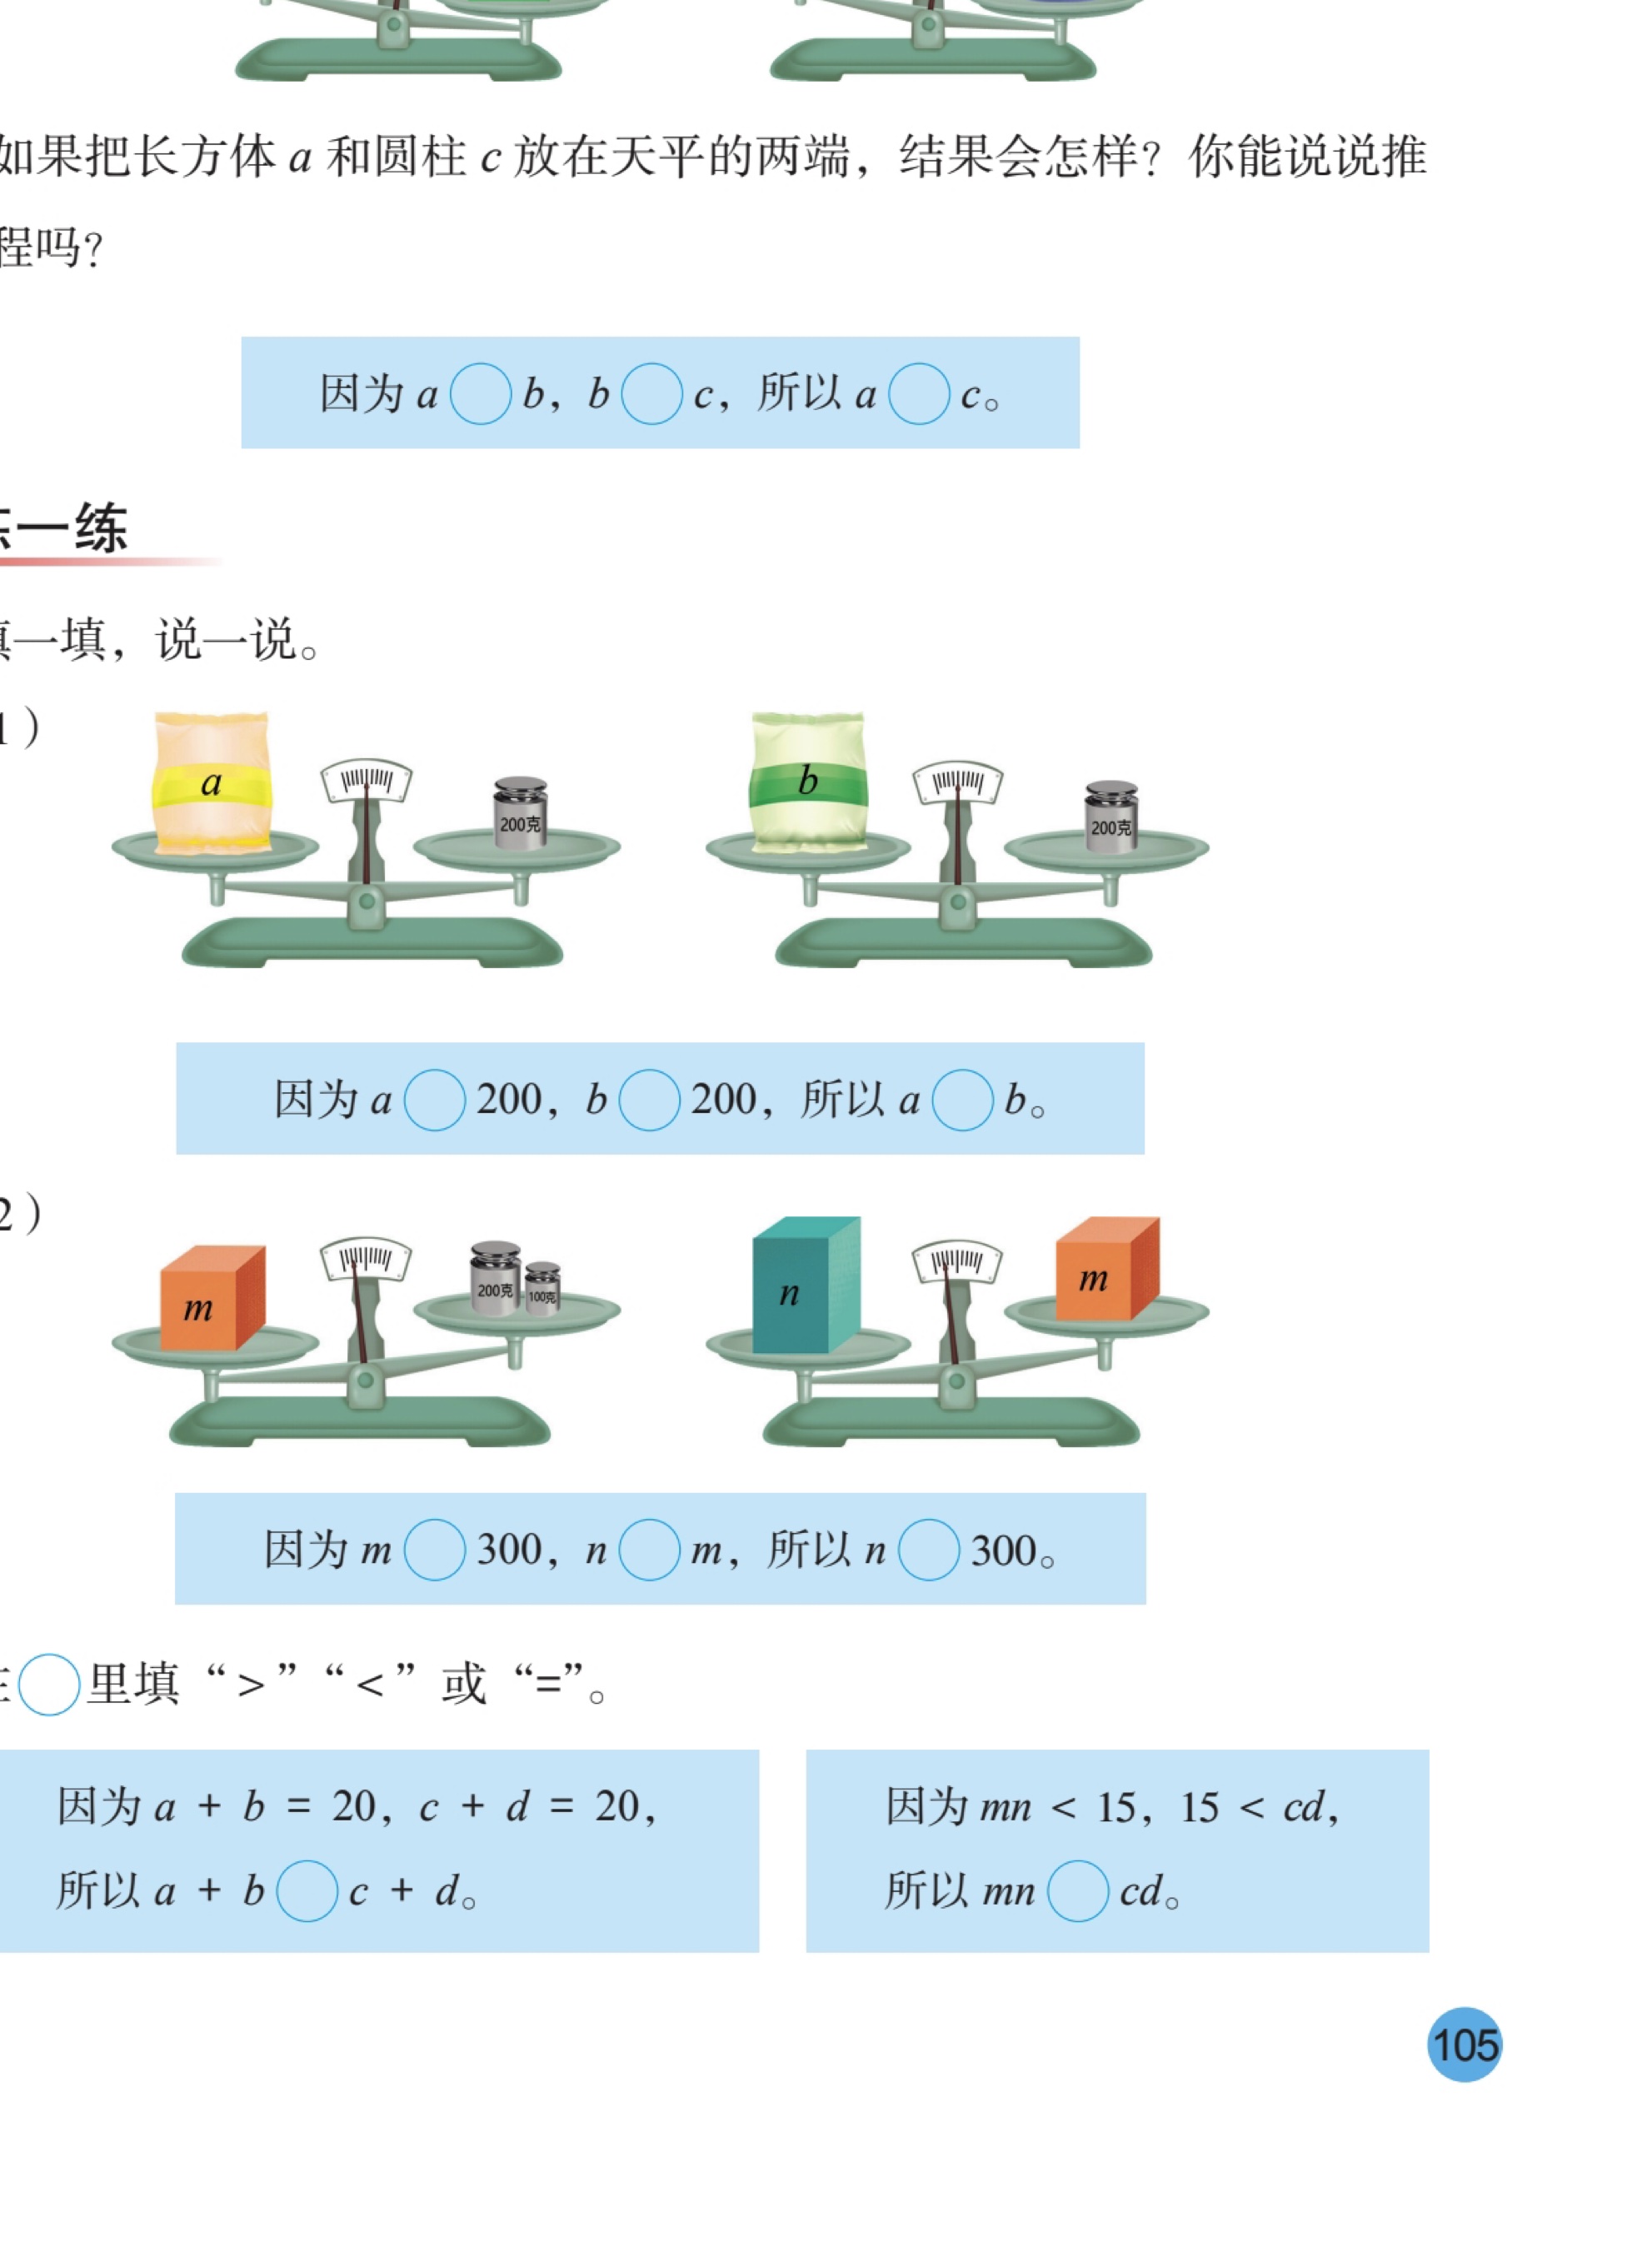 如果把长方体 a 和圆柱 c 放在天平的两端，结果会怎样？你能说说推
程吗？
因为 a ○ b，b ○ c，所以 a ○ c。
一练
一填，说一说。
1）
a
200克
b
200克
因为 a ○ 200，b ○ 200，所以 a ○ b。
2）
m
200克
100克
n
m
因为 m ○ 300，n ○ m，所以 n ○ 300。
○里填“>”“<”或“=”。
因为 a + b = 20，c + d = 20，
所以 a + b ○ c + d。
因为 mn < 15，15 < cd，
所以 mn ○ cd。
105